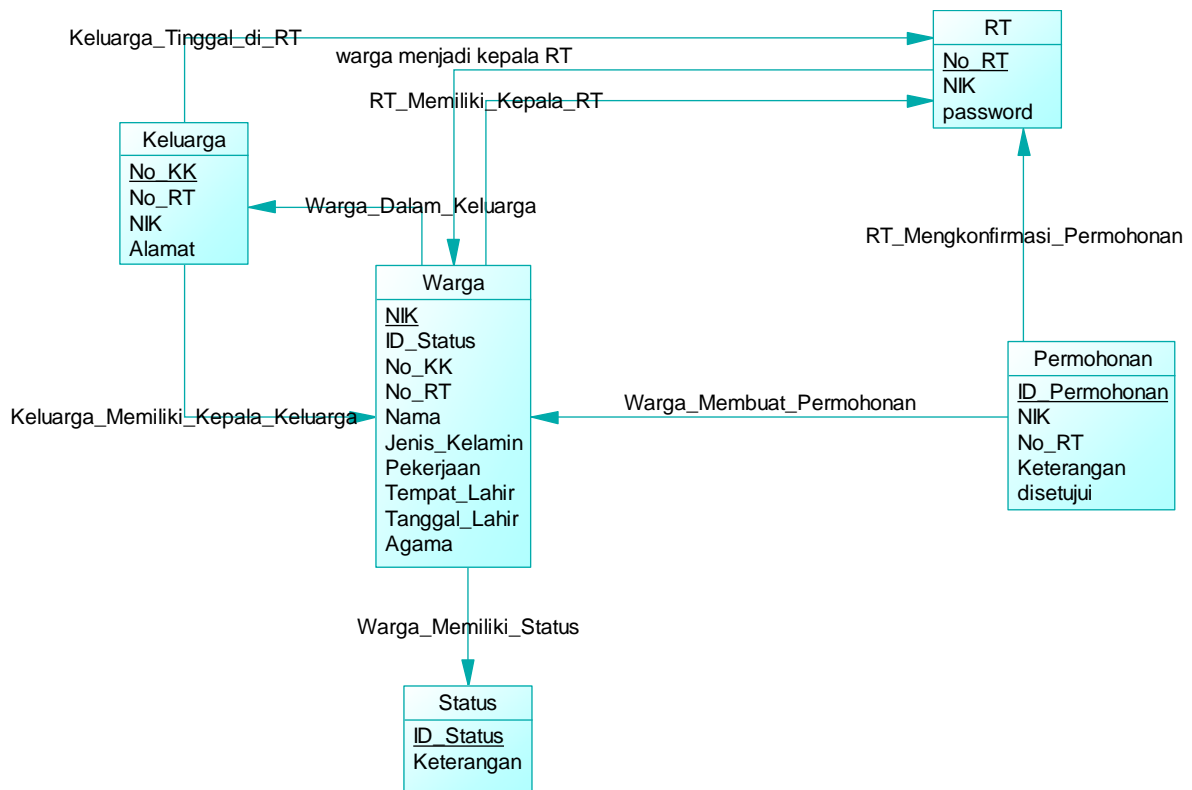 Keluarga_Tinggal_di_RT
warga menjadi kepala RT
RT_Memiliki_Kepala_RT
RT
No_RT
NIK
password
Keluarga
No_KK
No_RT
NIK
Alamat
Warga_Dalam_Keluarga
RT_Mengkonfirmasi_Permohonan
Warga
NIK
ID_Status
No_KK
No_RT
Nama
Jenis_Kelamin
Pekerjaan
Tempat_Lahir
Tanggal_Lahir
Agama
Keluarga_Memiliki_Kepala_Keluarga
Warga_Membuat_Permohonan
Permohonan
ID_Permohonan
NIK
No_RT
Keterangan
disetujui
Warga_Memiliki_Status
Status
ID_Status
Keterangan